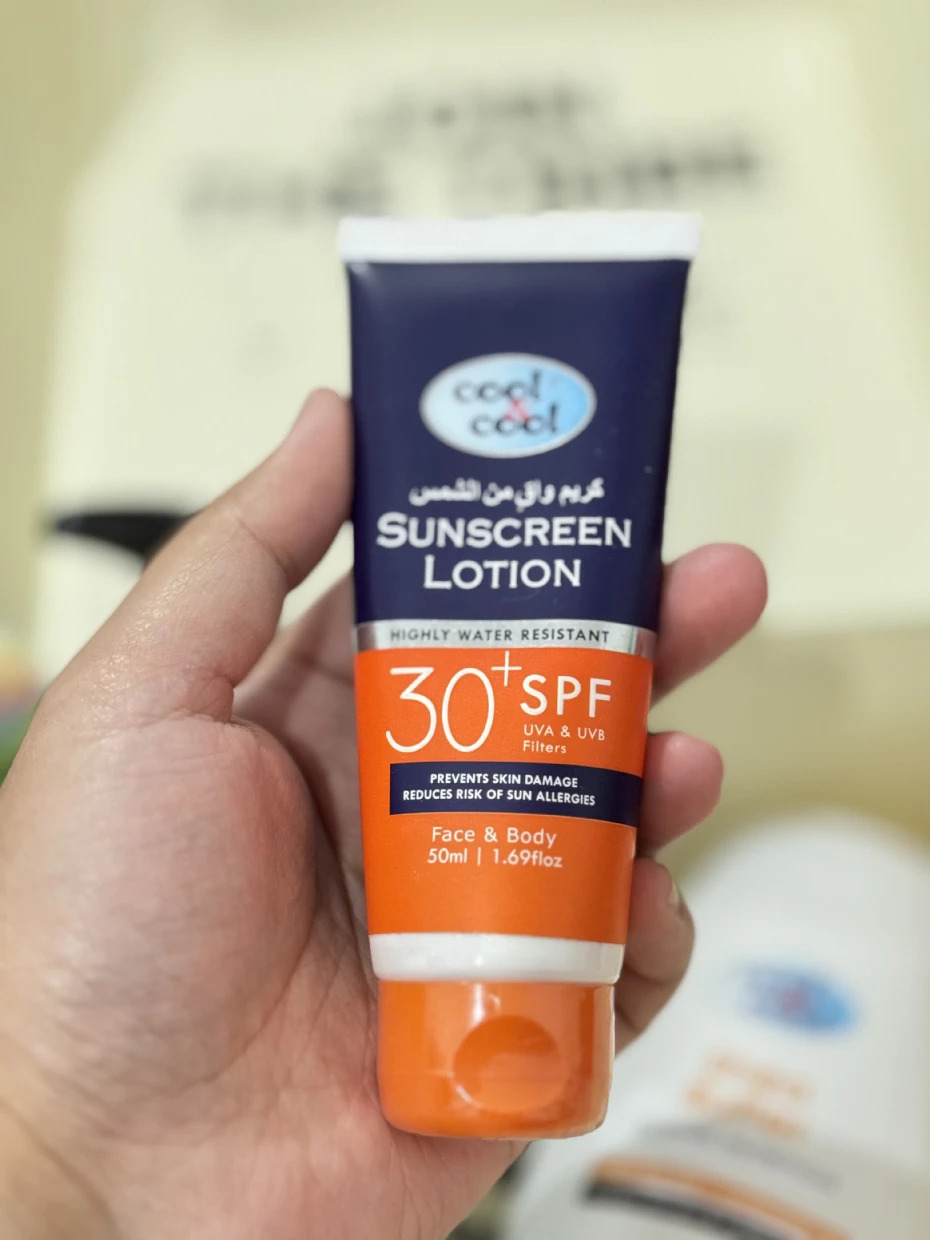 cool
&
cool
كريم واقٍ من الشمس
SUNSCREEN
LOTION
HIGHLY WATER RESISTANT
30+ SPF
UVA & UVB
Filters
PREVENTS SKIN DAMAGE
REDUCES RISK OF SUN ALLERGIES
Face & Body
50ml | 1.69floz